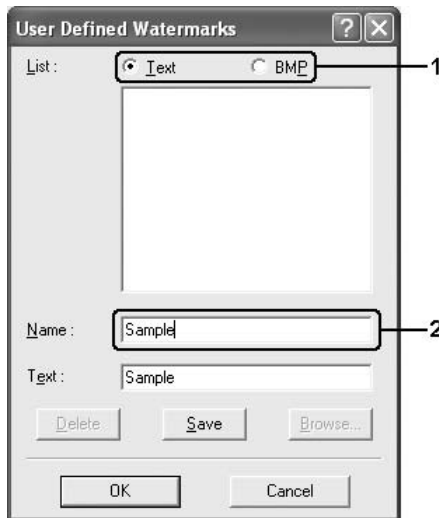 User Defined Watermarks
List : Text BMP 1
Name : Sample 2
Text : Sample
Delete Save Browse...
OK Cancel